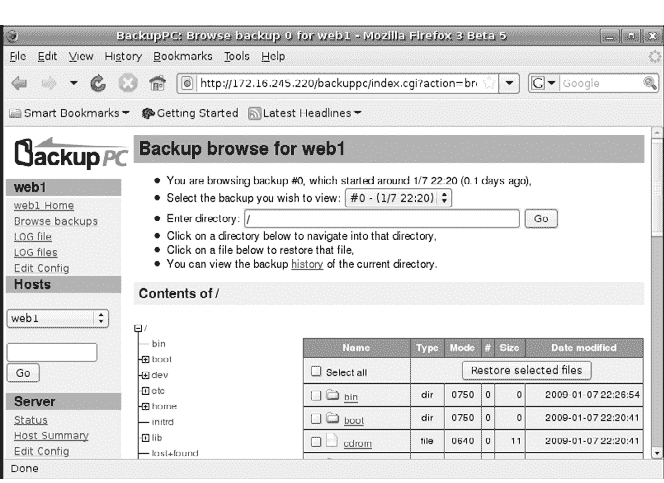 BackupPC: Browse backup 0 for web1 - Mozilla Firefox 3 Beta 5
File Edit View History Bookmarks Tools Help
http://172.16.245.220/backuppc/index.cgi?action=bro
Google
Smart Bookmarks Getting Started Latest Headlines
BackupPC
web1
web1 Home
Browse backups
LOG file
LOG files
Edit Config
Hosts
web1
Go
Server
Status
Host Summary
Edit Config
Backup browse for web1
You are browsing backup #0, which started around 1/7 22:20 (0.1 days ago),
Select the backup you wish to view: #0 - (1/7 22:20)
Enter directory: / Go
Click on a directory below to navigate into that directory,
Click on a file below to restore that file,
You can view the backup history of the current directory.
Contents of /
/
bin
boot
dev
etc
home
initrd
lib
lost+found
Name Type Mode # Size Date modified
Select all Restore selected files
bin dir 0750 0 0 2009-01-07 22:26:54
boot dir 0750 0 0 2009-01-07 22:20:41
cdrom file 0640 0 11 2009-01-07 22:20:41
Done